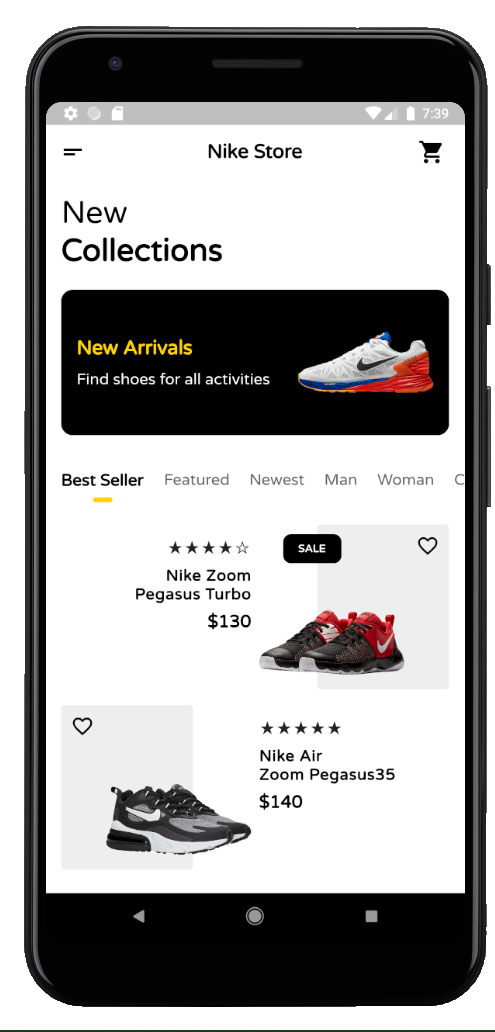 7:39
Nike Store
New
Collections
New Arrivals
Find shoes for all activities
Best Seller Featured Newest Man Woman C
SALE
★★★★☆
Nike Zoom
Pegasus Turbo
$130
★★★★★
Nike Air
Zoom Pegasus35
$140